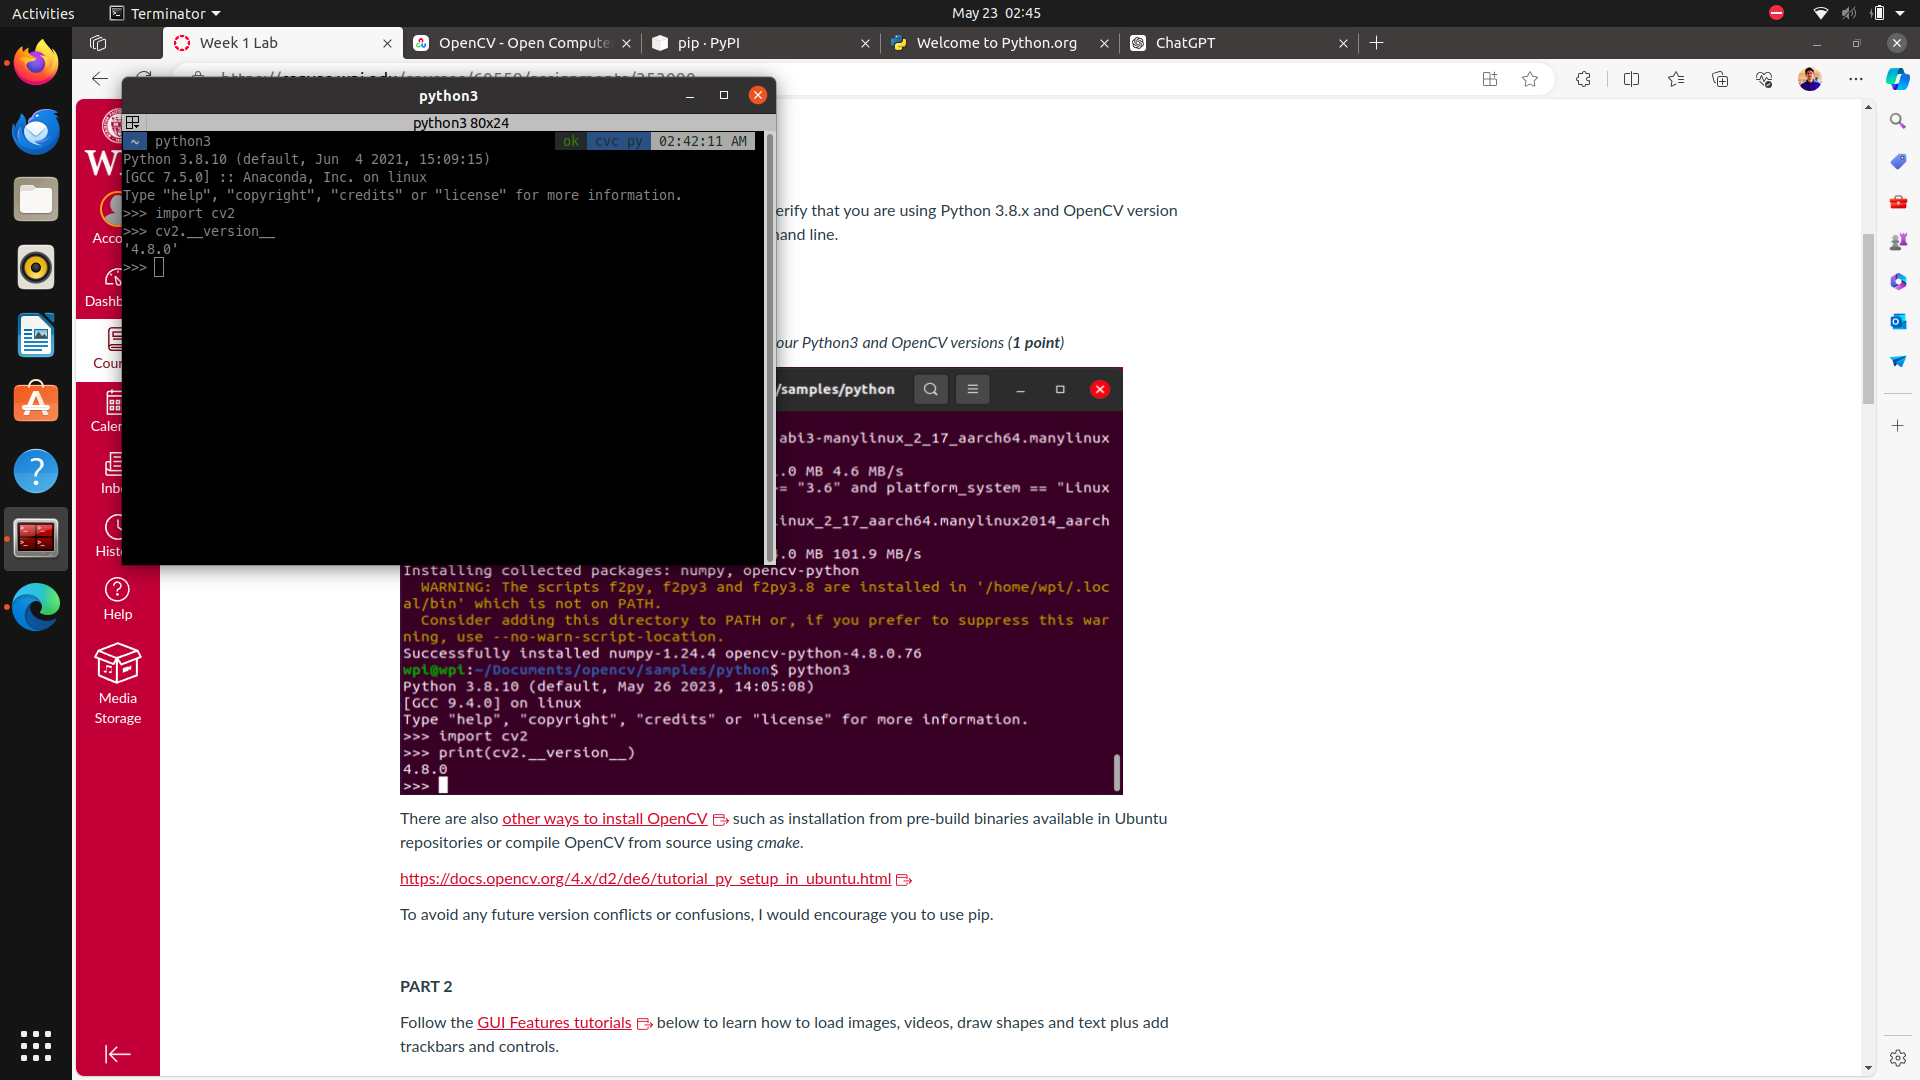 Activities
Terminator
May 23 02:45
Week 1 Lab
OpenCV - Open Compute
pip · PyPI
Welcome to Python.org
ChatGPT
python3
python3 80x24
~ python3
ok cvc_py 02:42:11 AM
Python 3.8.10 (default, Jun  4 2021, 15:09:15)
[GCC 7.5.0] :: Anaconda, Inc. on linux
Type "help", "copyright", "credits" or "license" for more information.
>>> import cv2
>>> cv2.__version__
'4.8.0'
>>>
W
Acco
Dashb
Cour
Caler
Inb
Hist
Help
Media
Storage
erify that you are using Python 3.8.x and OpenCV version
and line.
our Python3 and OpenCV versions (1 point)
/samples/python
abi3-manylinux_2_17_aarch64.manylinux
.0 MB 4.6 MB/s
= "3.6" and platform_system == "Linux
inux_2_17_aarch64.manylinux2014_aarch
.0 MB 101.9 MB/s
Installing collected packages: numpy, opencv-python
WARNING: The scripts f2py, f2py3 and f2py3.8 are installed in '/home/wpi/.loc
al/bin' which is not on PATH.
Consider adding this directory to PATH or, if you prefer to suppress this war
ning, use --no-warn-script-location.
Successfully installed numpy-1.24.4 opencv-python-4.8.0.76
wpi@wpi:~/Documents/opencv/samples/python$ python3
Python 3.8.10 (default, May 26 2023, 14:05:08)
[GCC 9.4.0] on linux
Type "help", "copyright", "credits" or "license" for more information.
>>> import cv2
>>> print(cv2.__version__)
4.8.0
>>>
There are also other ways to install OpenCV such as installation from pre-build binaries available in Ubuntu
repositories or compile OpenCV from source using cmake.
https://docs.opencv.org/4.x/d2/de6/tutorial_py_setup_in_ubuntu.html
To avoid any future version conflicts or confusions, I would encourage you to use pip.
PART 2
Follow the GUI Features tutorials below to learn how to load images, videos, draw shapes and text plus add
trackbars and controls.